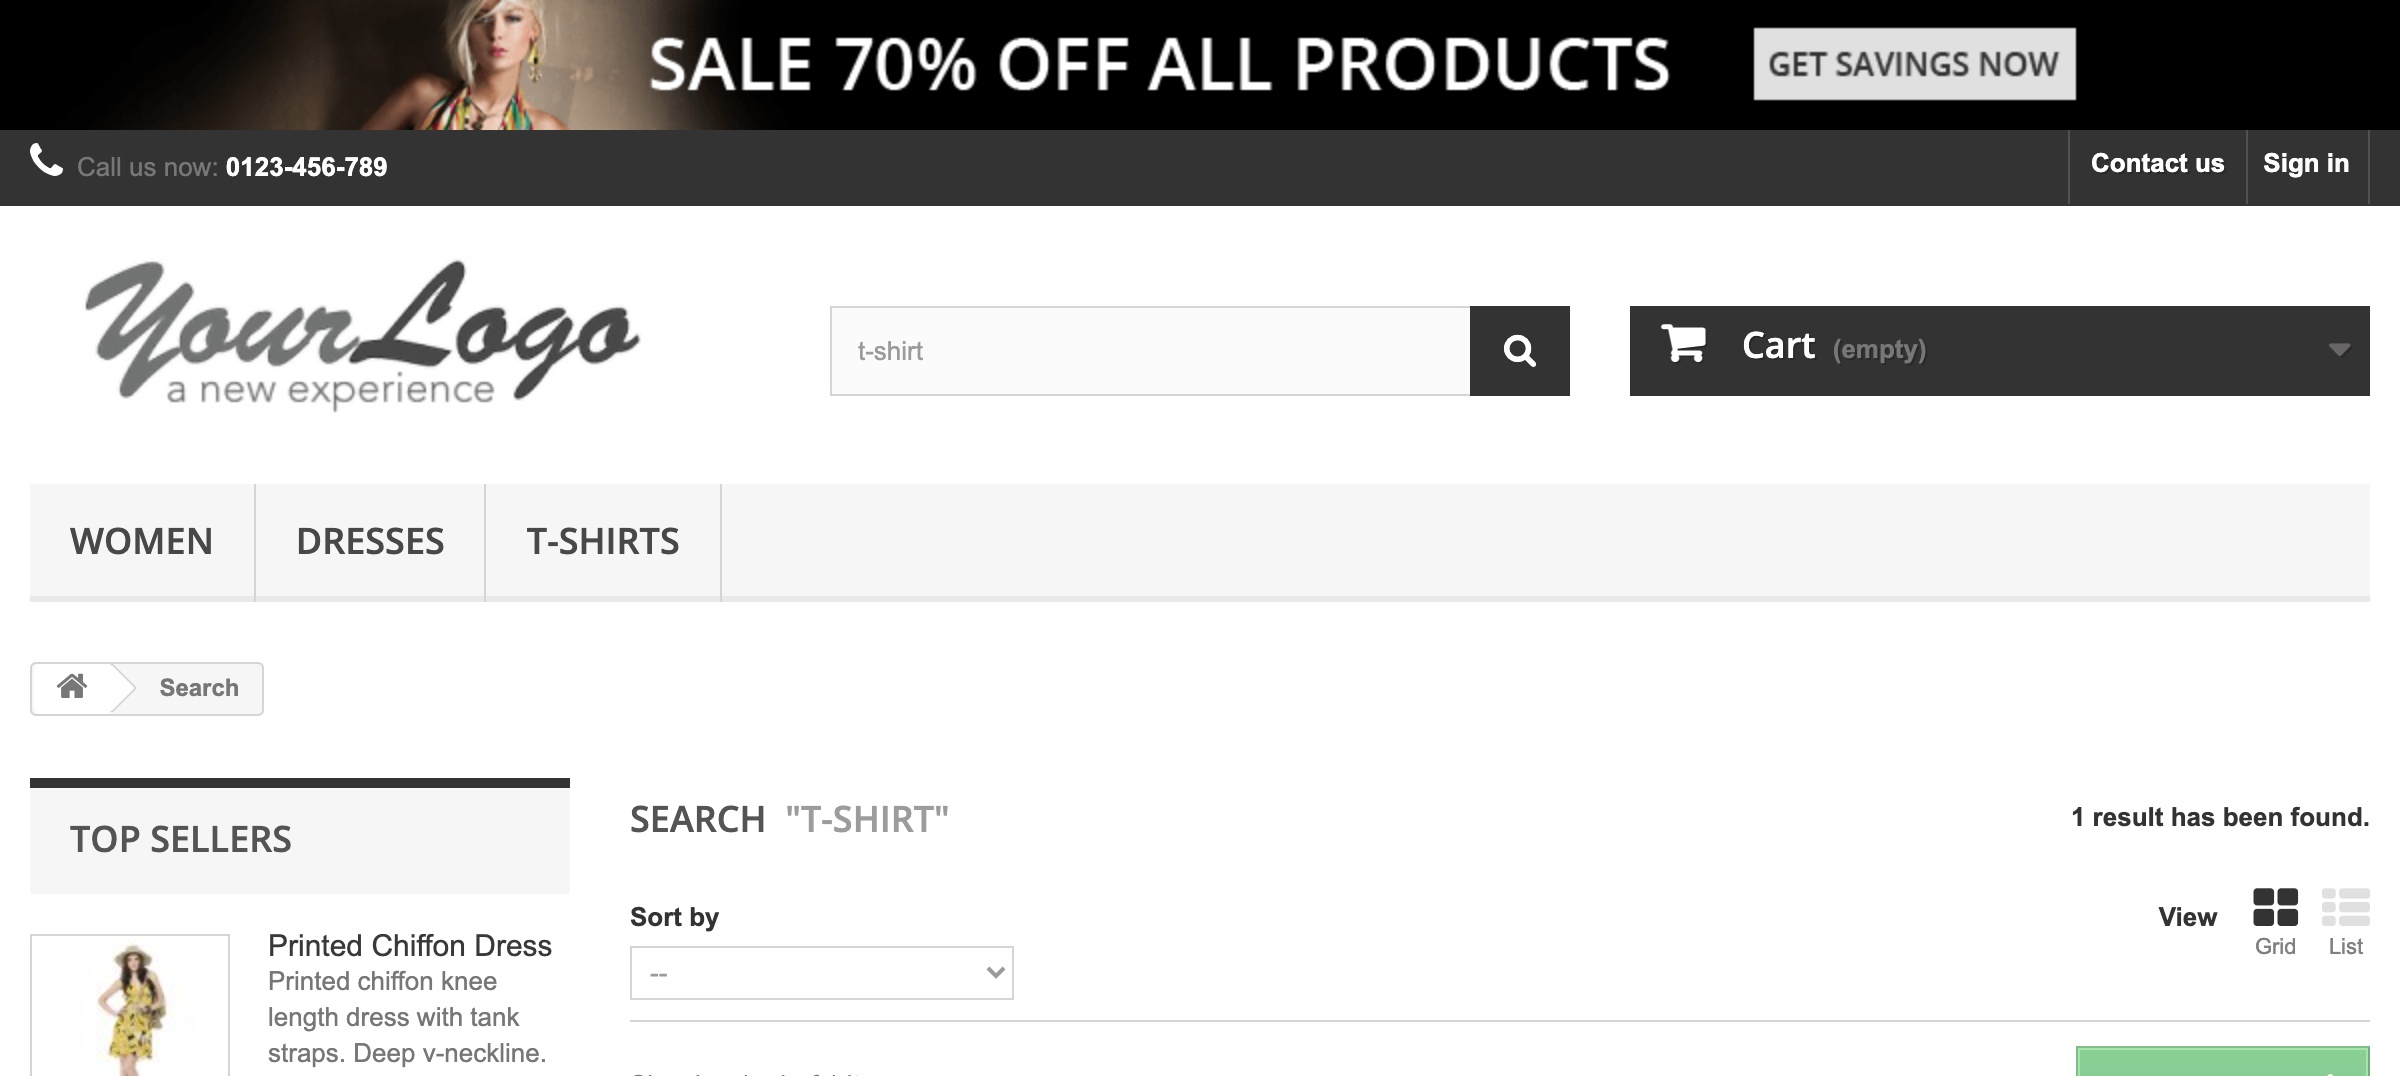 SALE 70% OFF ALL PRODUCTS
GET SAVINGS NOW
Call us now: 0123-456-789
Contact us
Sign in
YourLogo
a new experience
t-shirt
Cart (empty)
WOMEN
DRESSES
T-SHIRTS
Search
TOP SELLERS
SEARCH "T-SHIRT"
1 result has been found.
Sort by
--
View
Grid
List
Printed Chiffon Dress
Printed chiffon knee
length dress with tank
straps. Deep v-neckline.